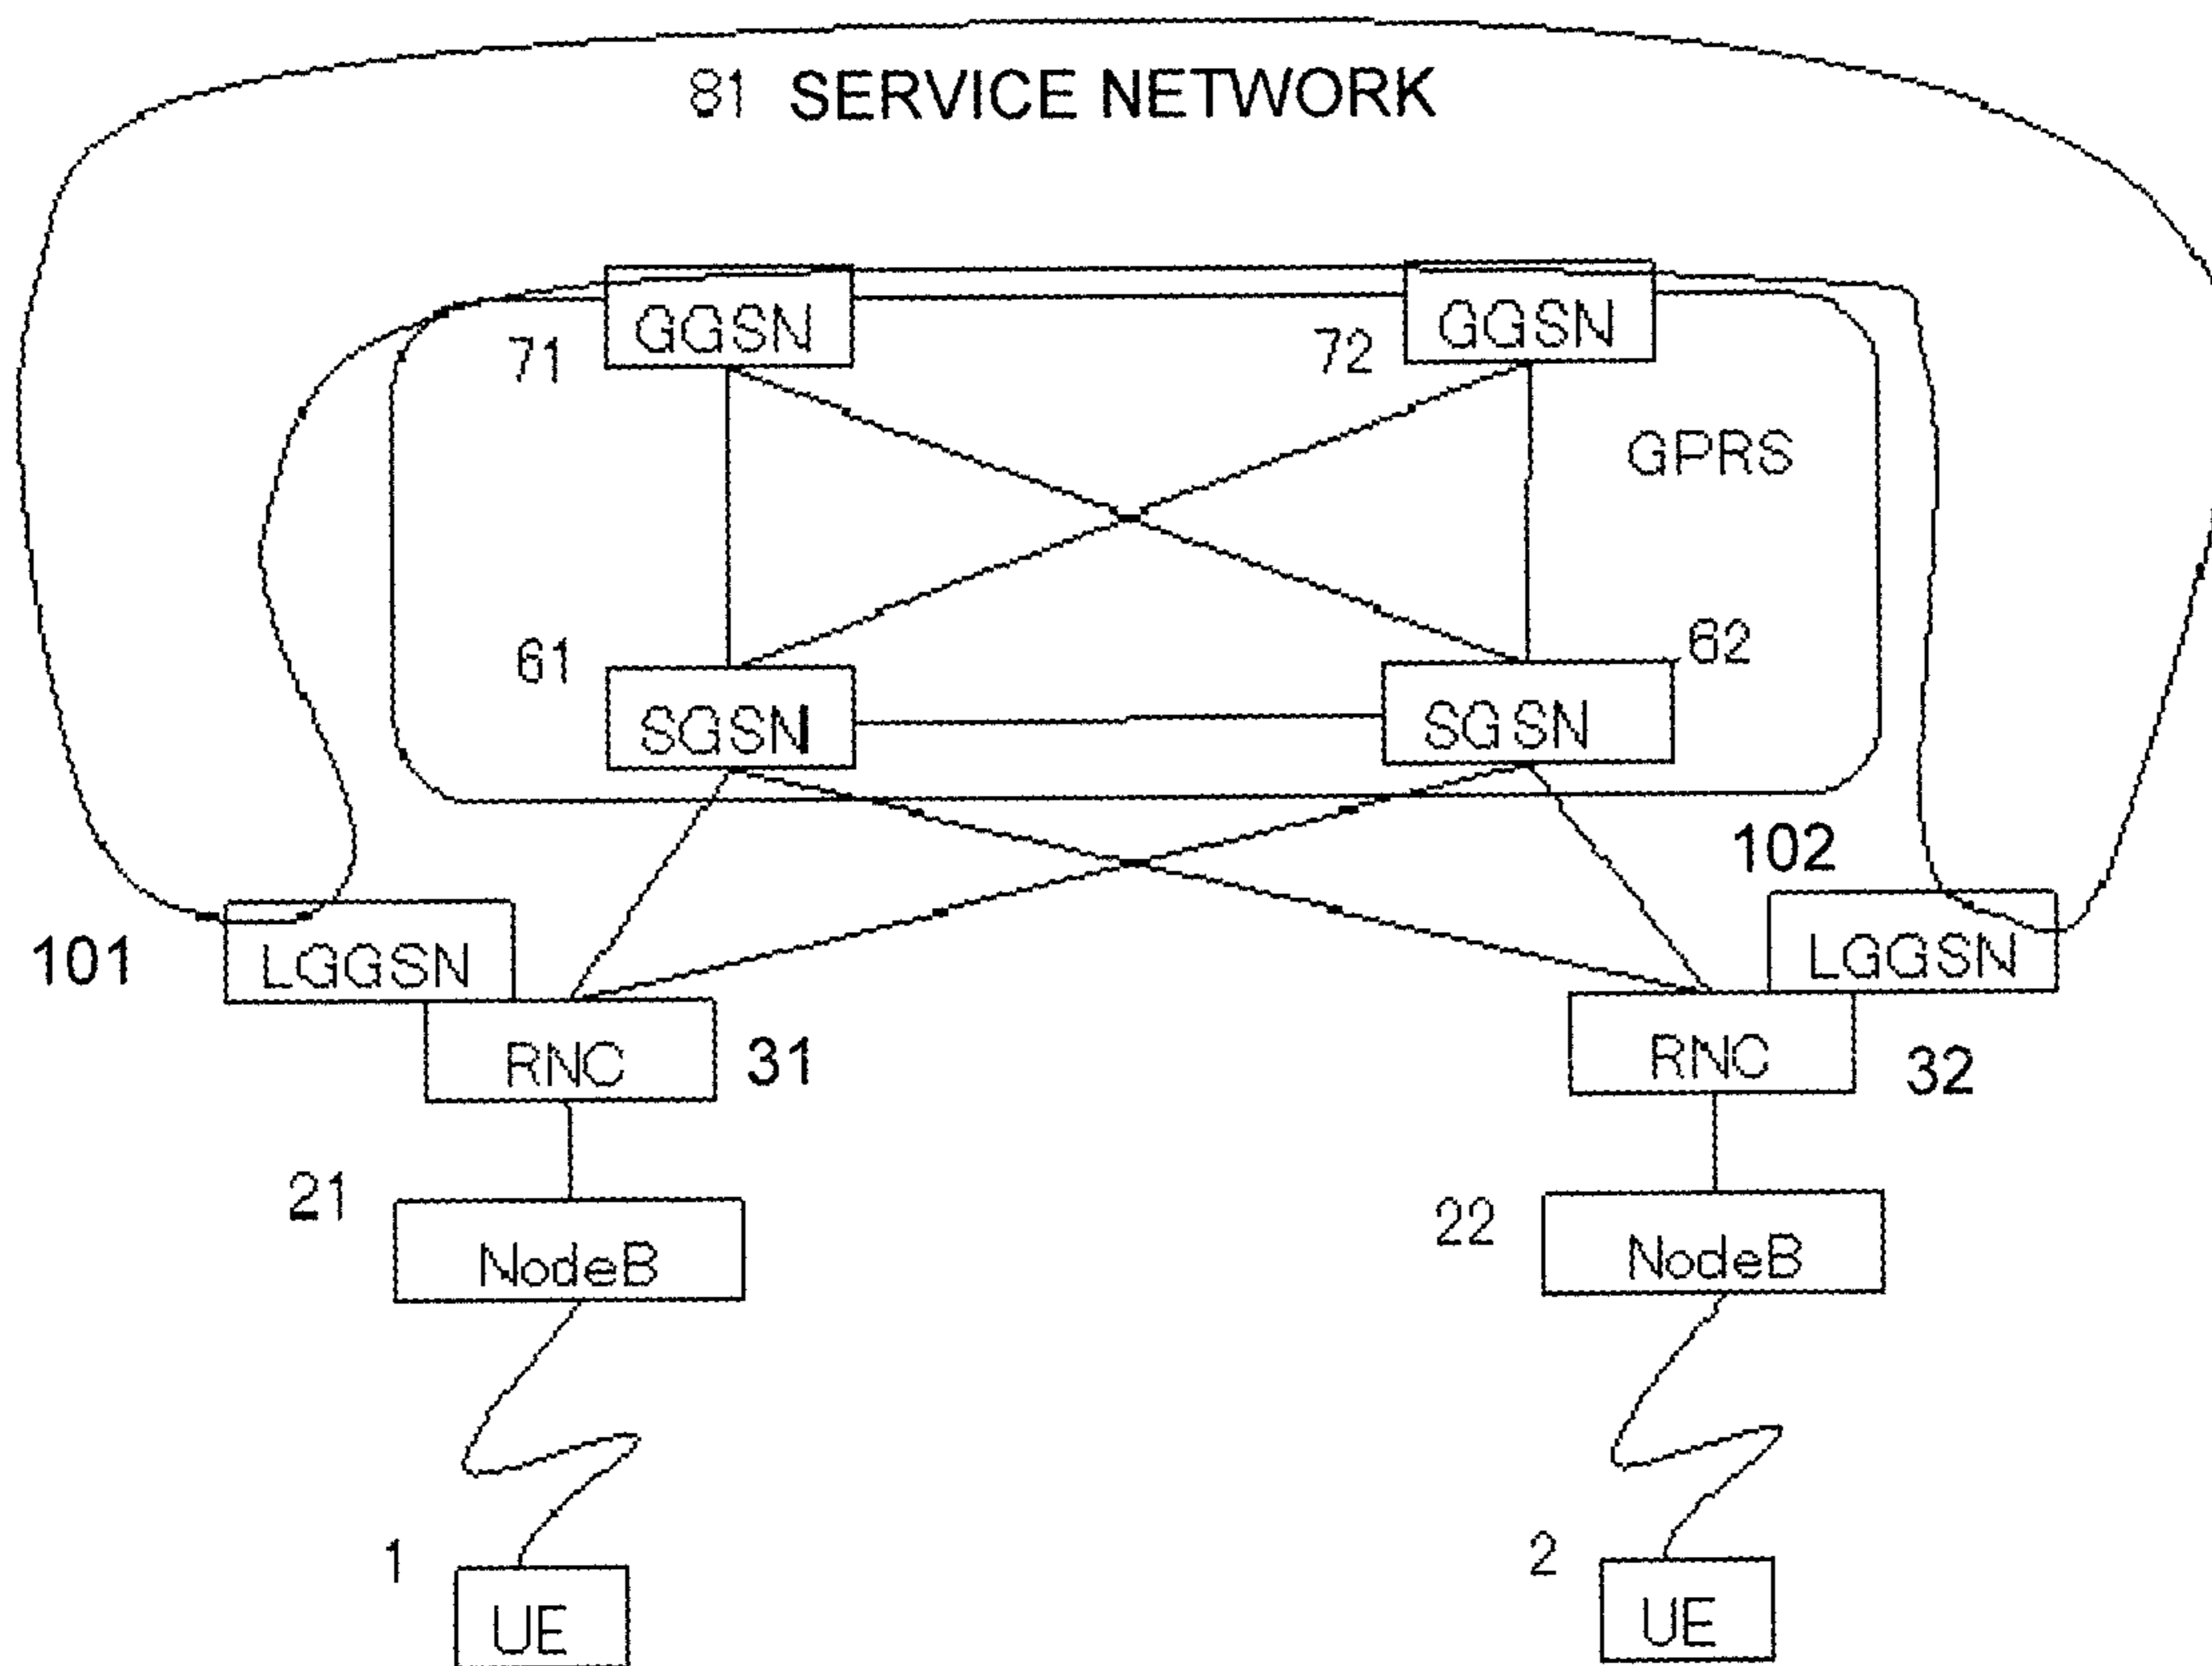 81 SERVICE NETWORK
GGSN
GGSN
71
72
GPRS
61
62
SGSN
SGSN
102
101
LGGSN
LGGSN
RNC
31
RNC
32
21
22
NodeB
NodeB
1
2
UE
UE